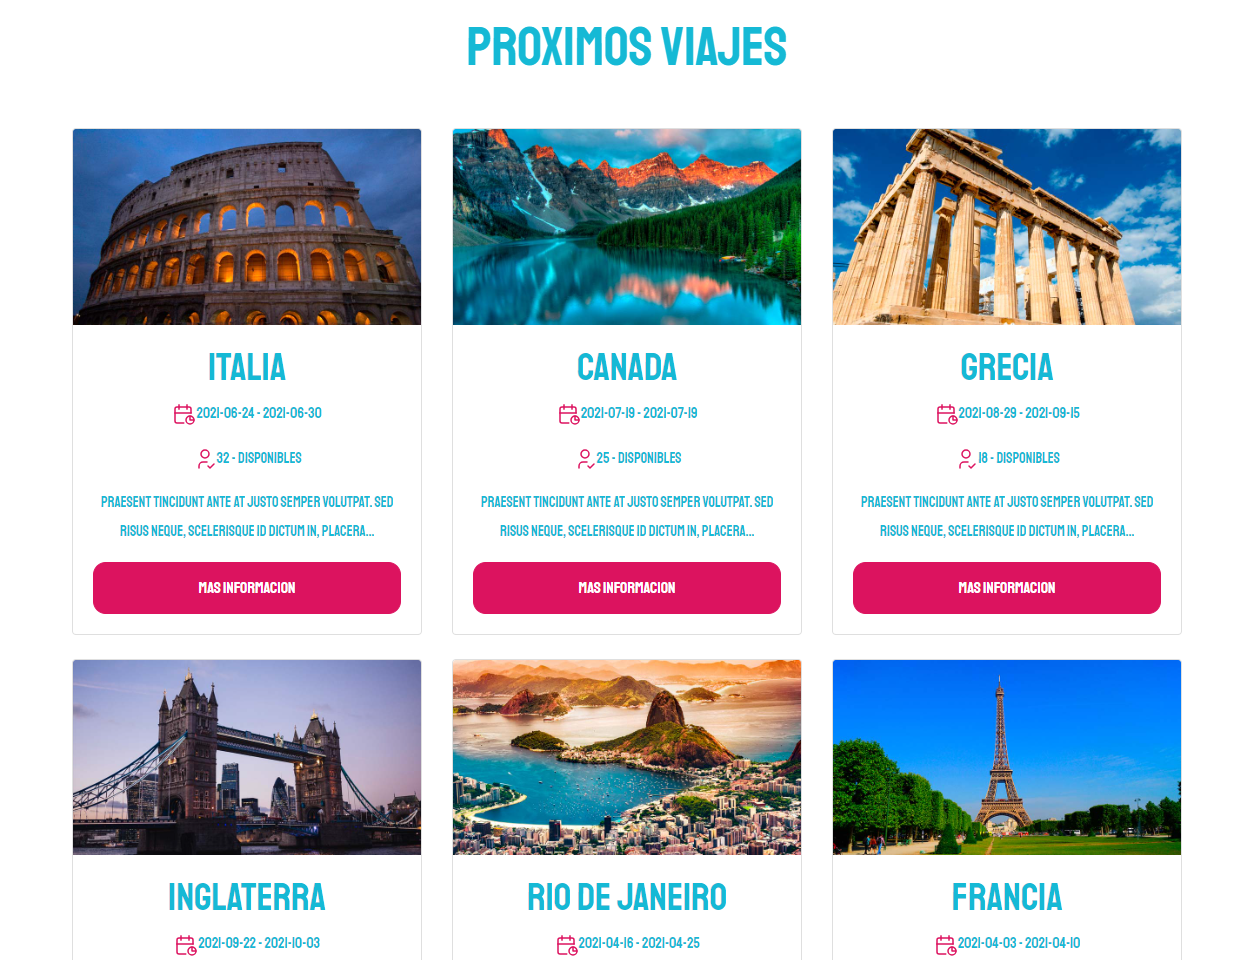 PROXIMOS VIAJES
ITALIA
2021-06-24 - 2021-06-30
32 - DISPONIBLES
PRAESENT TINCIDUNT ANTE AT JUSTO SEMPER VOLUTPAT. SED
RISUS NEQUE, SCELERISQUE ID DICTUM IN, PLACERA...
MAS INFORMACION
CANADA
2021-07-19 - 2021-07-19
25 - DISPONIBLES
PRAESENT TINCIDUNT ANTE AT JUSTO SEMPER VOLUTPAT. SED
RISUS NEQUE, SCELERISQUE ID DICTUM IN, PLACERA...
MAS INFORMACION
GRECIA
2021-08-29 - 2021-09-15
18 - DISPONIBLES
PRAESENT TINCIDUNT ANTE AT JUSTO SEMPER VOLUTPAT. SED
RISUS NEQUE, SCELERISQUE ID DICTUM IN, PLACERA...
MAS INFORMACION
INGLATERRA
2021-09-22 - 2021-10-03
RIO DE JANEIRO
2021-04-16 - 2021-04-25
FRANCIA
2021-04-03 - 2021-04-10